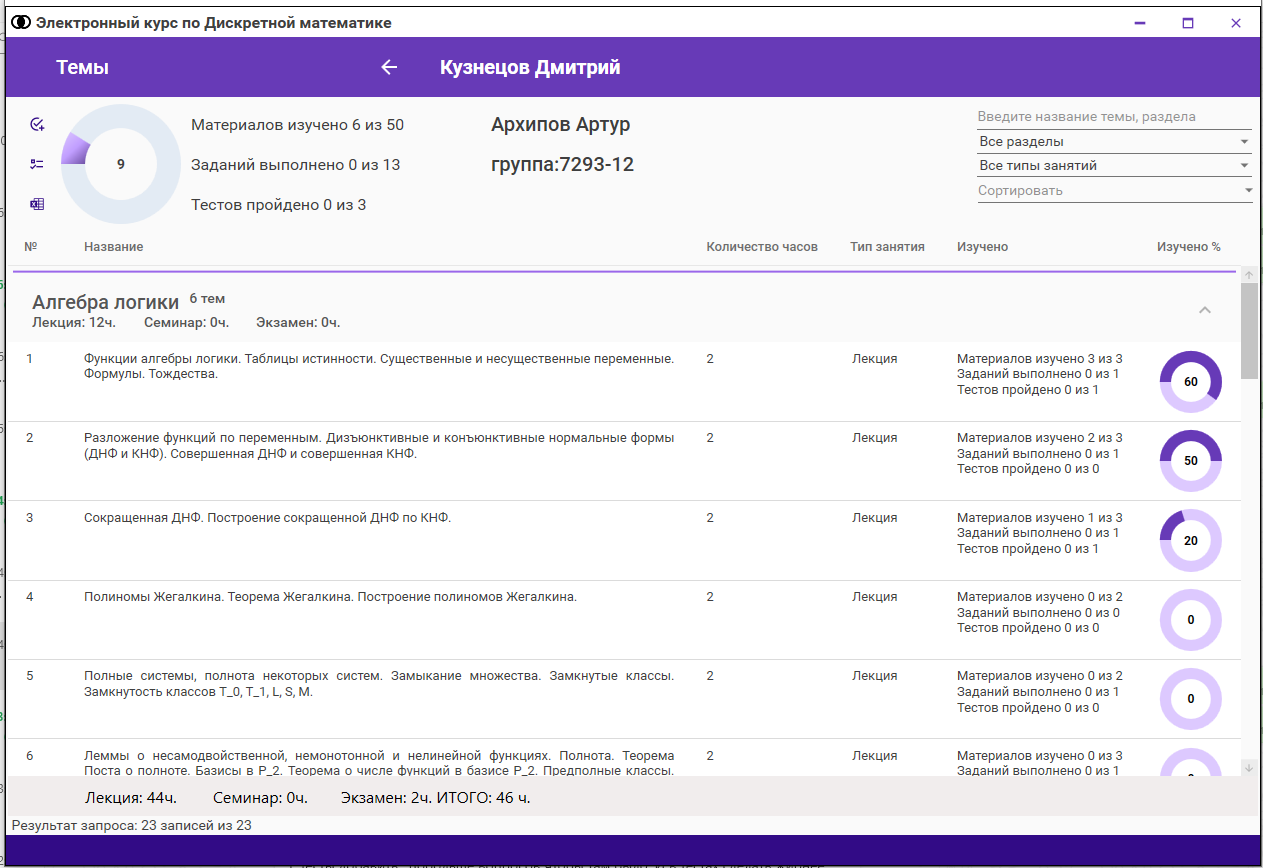 Электронный курс по Дискретной математике
Темы
Кузнецов Дмитрий
9
Материалов изучено 6 из 50
Заданий выполнено 0 из 13
Тестов пройдено 0 из 3
Архипов Артур
группа:7293-12
Введите название темы, раздела
Все разделы
Все типы занятий
Сортировать
№ Название Количество часов Тип занятия Изучено Изучено %
Алгебра логики 6 тем
Лекция: 12ч. Семинар: 0ч. Экзамен: 0ч.
1 Функции алгебры логики. Таблицы истинности. Существенные и несущественные переменные.
Формулы. Тождества.
2 Лекция
Материалов изучено 3 из 3
Заданий выполнено 0 из 1
Тестов пройдено 0 из 1
60
2 Разложение функций по переменным. Дизъюнктивные и конъюнктивные нормальные формы
(ДНФ и КНФ). Совершенная ДНФ и совершенная КНФ.
2 Лекция
Материалов изучено 2 из 3
Заданий выполнено 0 из 1
Тестов пройдено 0 из 0
50
3 Сокращенная ДНФ. Построение сокращенной ДНФ по КНФ.
2 Лекция
Материалов изучено 1 из 3
Заданий выполнено 0 из 1
Тестов пройдено 0 из 1
20
4 Полиномы Жегалкина. Теорема Жегалкина. Построение полиномов Жегалкина.
2 Лекция
Материалов изучено 0 из 2
Заданий выполнено 0 из 0
Тестов пройдено 0 из 0
0
5 Полные системы, полнота некоторых систем. Замыкание множества. Замкнутые классы.
Замкнутость классов T_0, T_1, L, S, M.
2 Лекция
Материалов изучено 0 из 2
Заданий выполнено 0 из 1
Тестов пройдено 0 из 0
0
6 Леммы о несамодвойственной, немонотонной и нелинейной функциях. Полнота. Теорема
Поста о полноте. Базисы в P_2. Теорема о числе функций в базисе P_2. Предполные классы.
2 Лекция
Материалов изучено 0 из 3
Заданий выполнено 0 из 1
Лекция: 44ч. Семинар: 0ч. Экзамен: 2ч. ИТОГО: 46 ч.
Результат запроса: 23 записей из 23